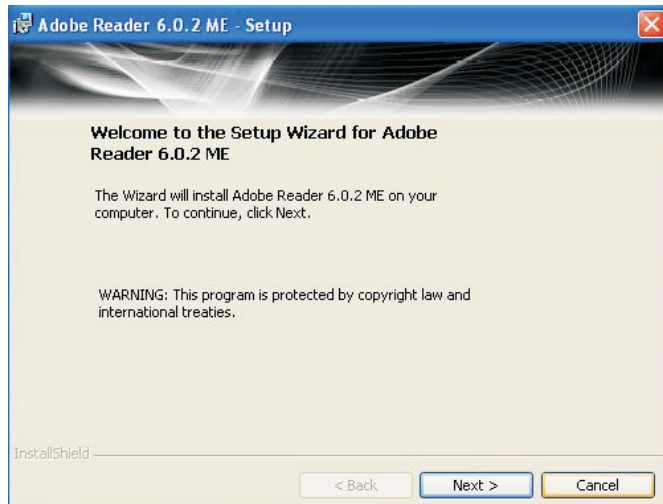 Adobe Reader 6.0.2 ME - Setup
Welcome to the Setup Wizard for Adobe
Reader 6.0.2 ME
The Wizard will install Adobe Reader 6.0.2 ME on your
computer. To continue, click Next.
WARNING: This program is protected by copyright law and
international treaties.
InstallShield
< Back Next > Cancel